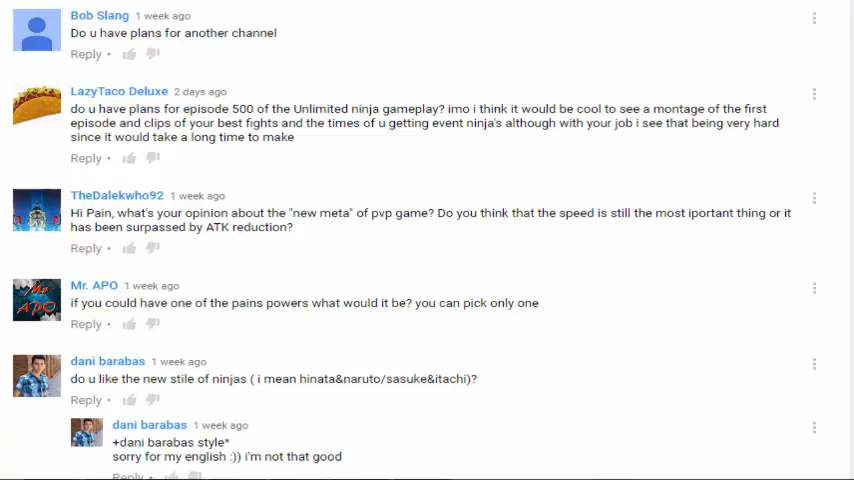 Bob Slang 1 week ago
Do u have plans for another channel
Reply •
LazyTaco Deluxe 2 days ago
do u have plans for episode 500 of the Unlimited ninja gameplay? imo i think it would be cool to see a montage of the first
episode and clips of your best fights and the times of u getting event ninja's although with your job i see that being very hard
since it would take a long time to make
Reply •
TheDalekwho92 1 week ago
Hi Pain, what's your opinion about the "new meta" of pvp game? Do you think that the speed is still the most iportant thing or it
has been surpassed by ATK reduction?
Reply •
Mr. APO 1 week ago
Mr
APO
if you could have one of the pains powers what would it be? you can pick only one
Reply •
dani barabas 1 week ago
do u like the new stile of ninjas ( i mean hinata&naruto/sasuke&itachi)?
Reply •
dani barabas 1 week ago
+dani barabas style*
sorry for my english :)) i'm not that good
Reply •